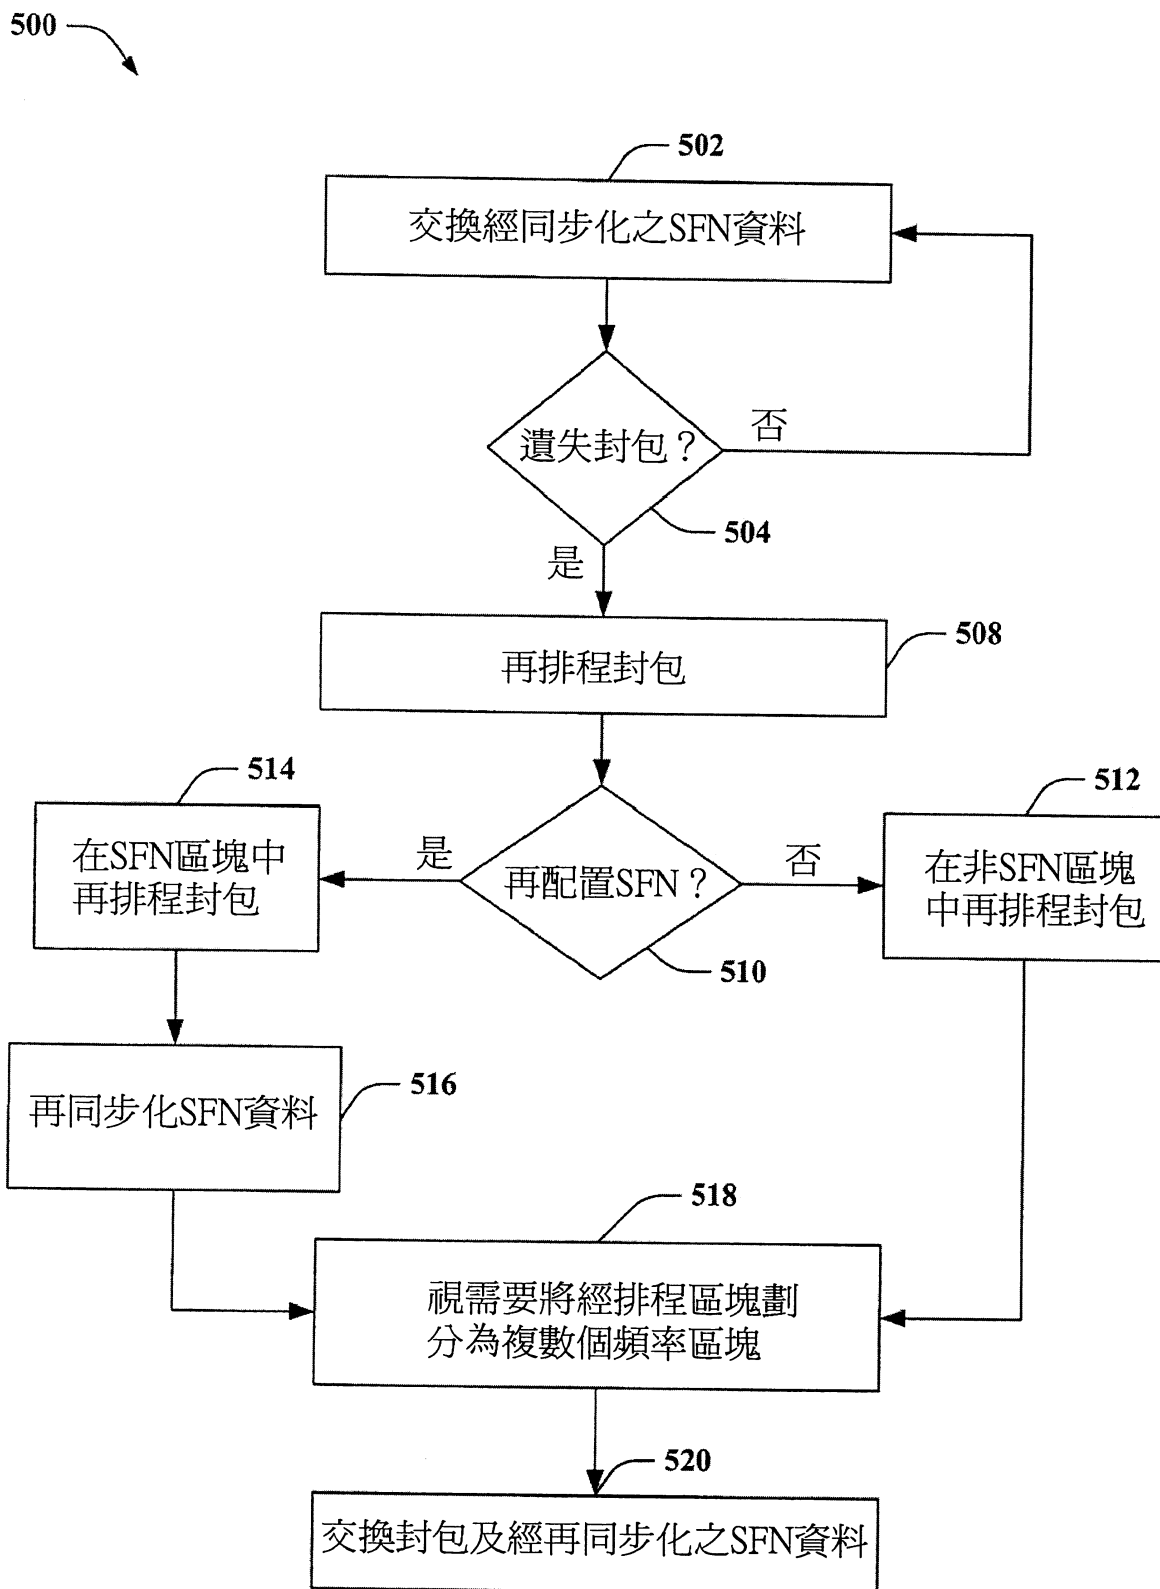 500
502
交換經同步化之SFN資料
遺失封包？
否
504
是
508
再排程封包
514
512
在SFN區塊中
再排程封包
是
再配置SFN？
否
在非SFN區塊
中再排程封包
510
516
再同步化SFN資料
518
視需要將經排程區塊劃
分為複數個頻率區塊
520
交換封包及經再同步化之SFN資料